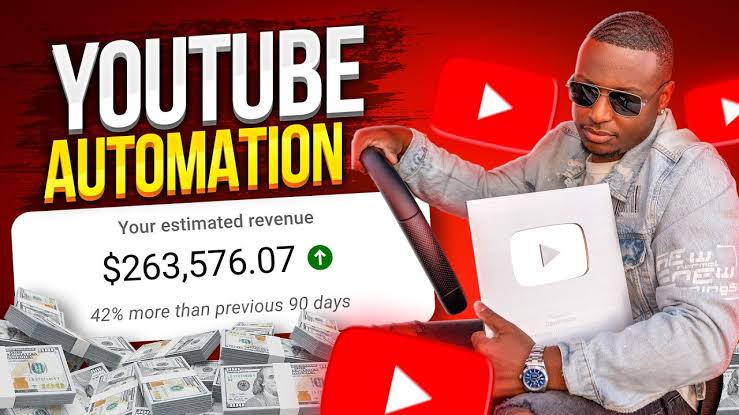 YOUTUBE
AUTOMATION
Your estimated revenue
$263,576.07
42% more than previous 90 days